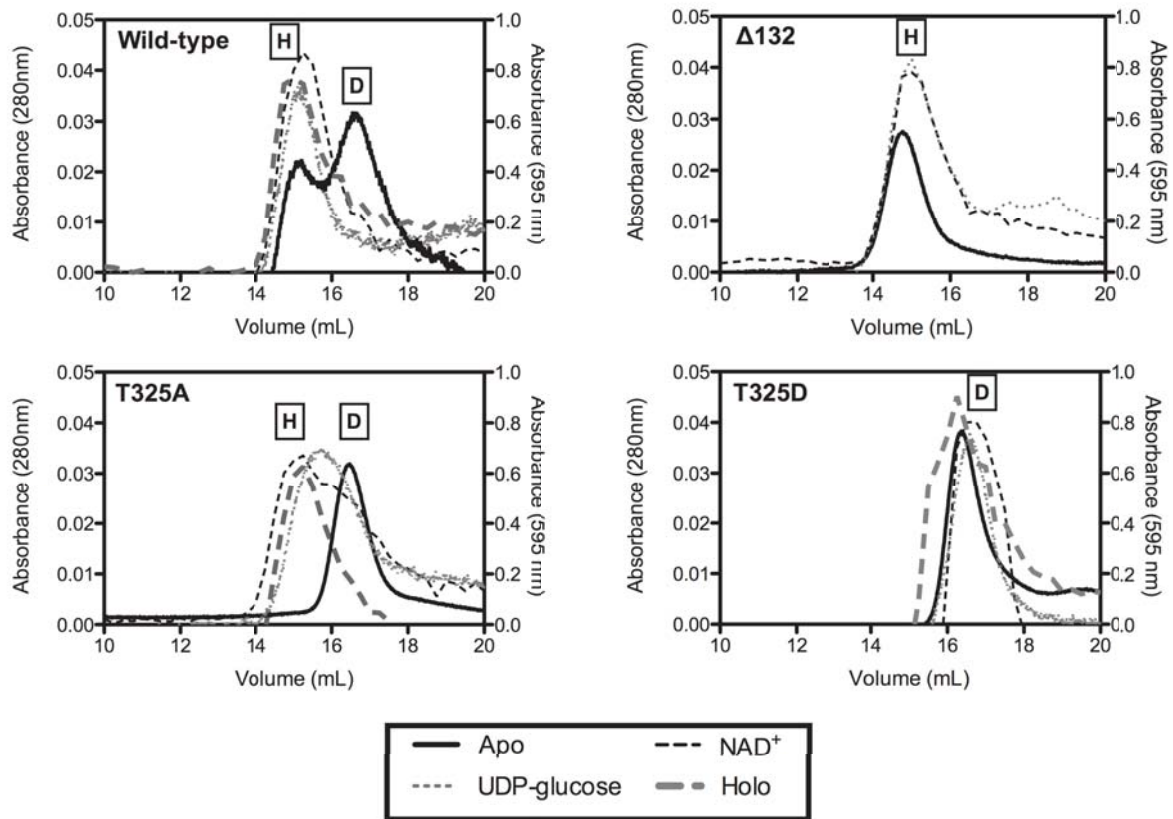 Wild-type
H
D
Absorbance (280nm)
0.05
0.04
0.03
0.02
0.01
0.00
1.0
0.8
0.6
0.4
0.2
0.0
Absorbance (595 nm)
10 12 14 16 18 20
Volume (mL)
Δ132
H
Absorbance (280nm)
0.05
0.04
0.03
0.02
0.01
0.00
1.0
0.8
0.6
0.4
0.2
0.0
Absorbance (595 nm)
10 12 14 16 18 20
Volume (mL)
T325A
H
D
Absorbance (280nm)
0.05
0.04
0.03
0.02
0.01
0.00
1.0
0.8
0.6
0.4
0.2
0.0
Absorbance (595 nm)
10 12 14 16 18 20
Volume (mL)
T325D
D
Absorbance (280nm)
0.05
0.04
0.03
0.02
0.01
0.00
1.0
0.8
0.6
0.4
0.2
0.0
Absorbance (595 nm)
10 12 14 16 18 20
Volume (mL)
Apo NAD⁺
UDP-glucose Holo